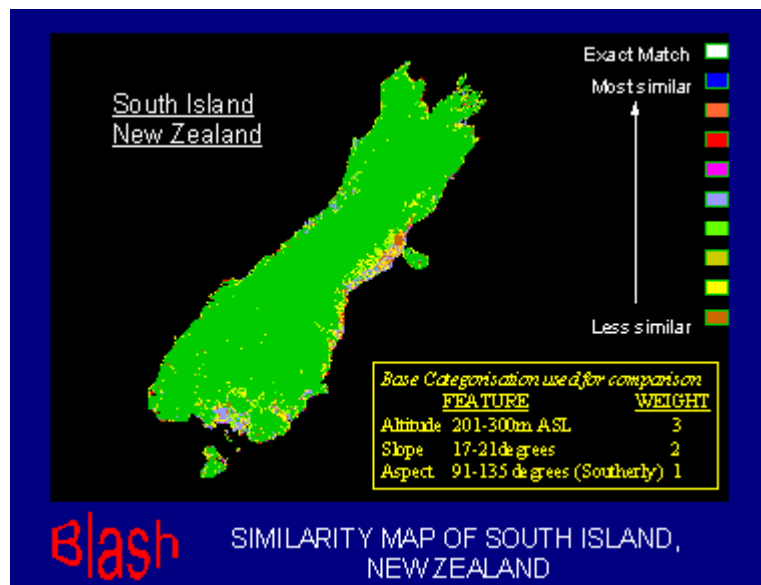 South Island
New Zealand
Exact Match
Most similar
Less similar
Base Categorisation used for comparison
FEATURE WEIGHT
Altitude 201-300m ASL 3
Slope 17-21degrees 2
Aspect 91-135 degrees (Southerly) 1
Blash
SIMILARITY MAP OF SOUTH ISLAND,
NEW ZEALAND